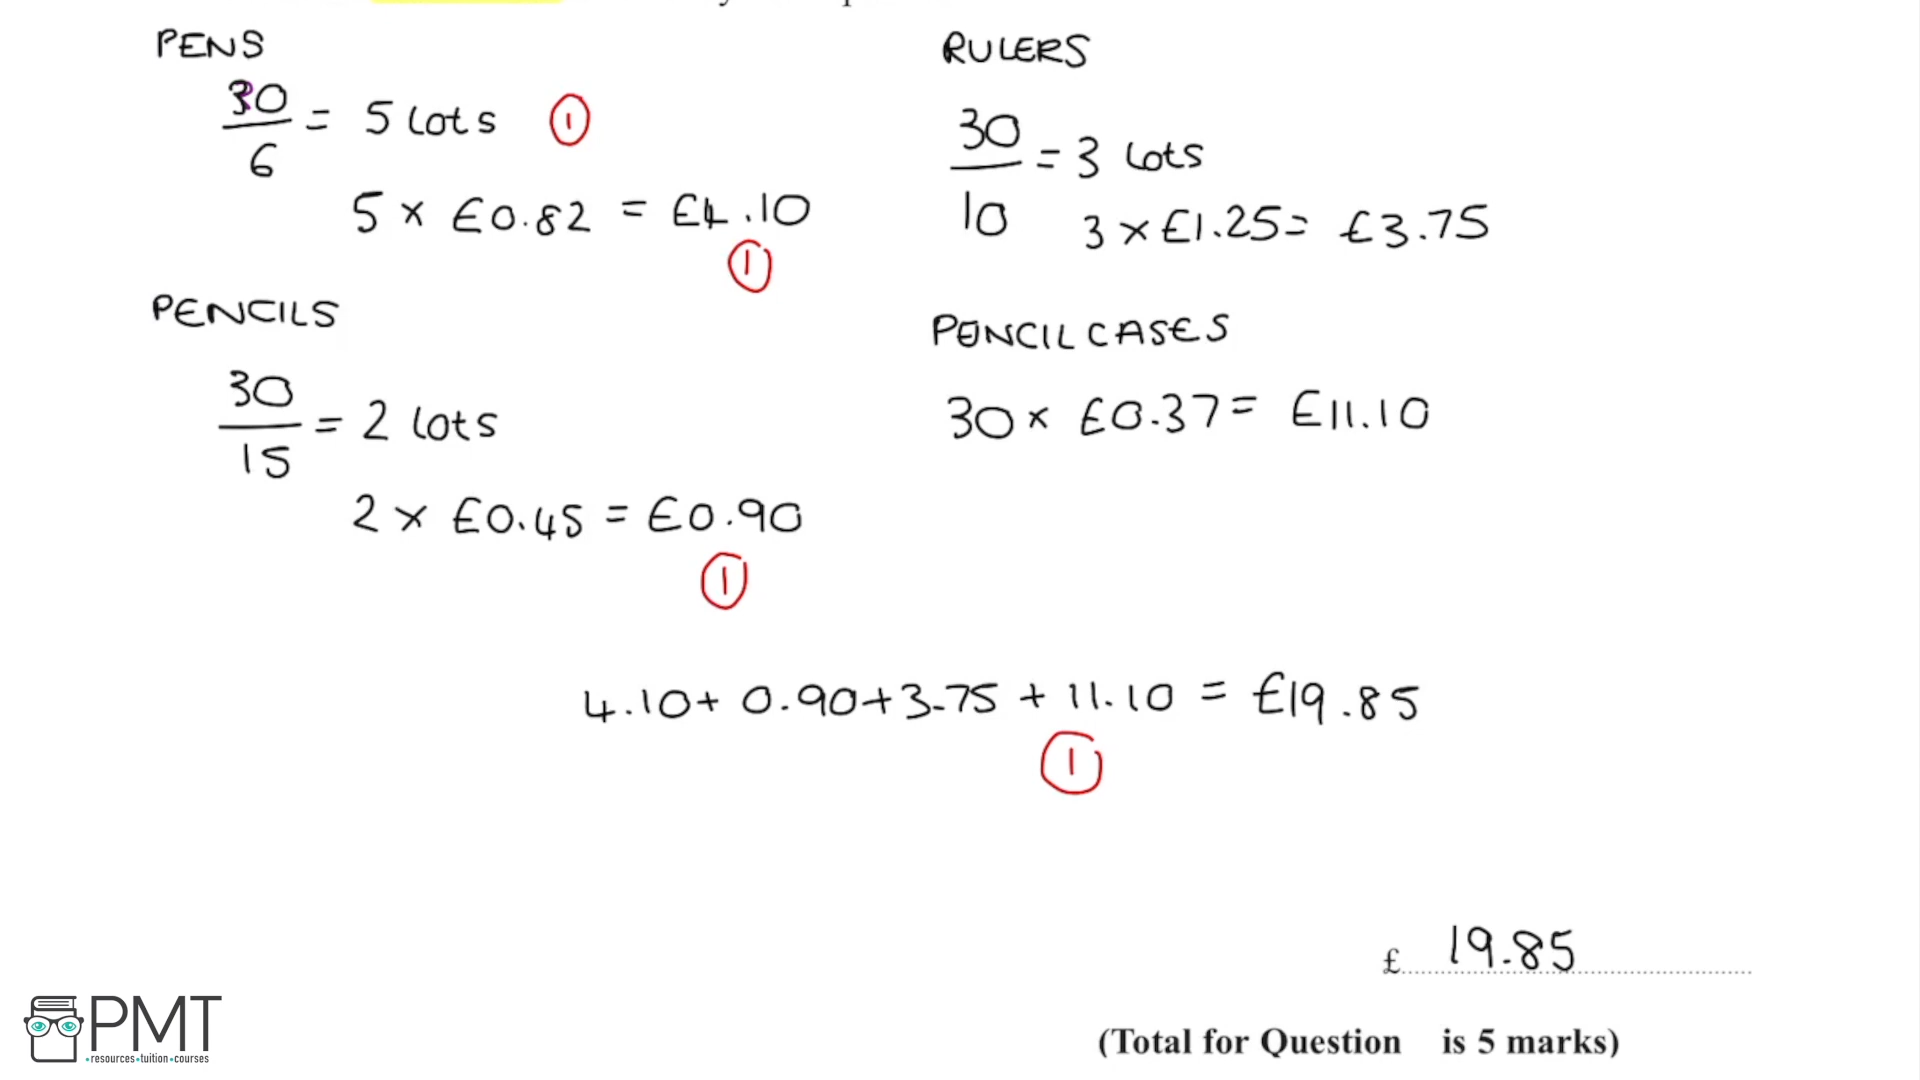 PENS
30
6
= 5 lots ①
5 × £0.82 = £4.10
①
PENCILS
30
15
= 2 lots
2 × £0.45 = £0.90
①
RULERS
30
10
= 3 lots
3 × £1.25 = £3.75
PENCIL CASES
30 × £0.37 = £11.10
4.10 + 0.90 + 3.75 + 11.10 = £19.85
①
£ 19.85
(Total for Question is 5 marks)
PMT
•resources•tuition•courses